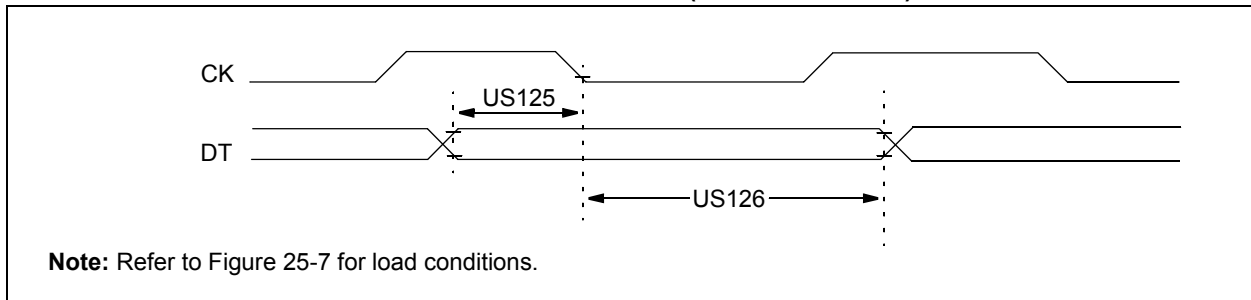 CK
US125
DT
US126
Note: Refer to Figure 25-7 for load conditions.